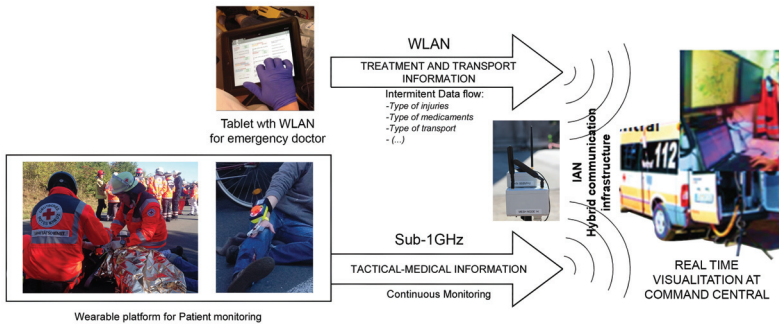 WLAN
TREATMENT AND TRANSPORT
INFORMATION
Intermitent Data flow:
-Type of injuries
-Type of medicaments
-Type of transport
- (...)
Tablet wth WLAN
for emergency doctor
IAN
Hybrid communication
infrastructure
112
Sub-1GHz
TACTICAL-MEDICAL INFORMATION
Continuous Monitoring
REAL TIME
VISUALITATION AT
COMMAND CENTRAL
Wearable platform for Patient monitoring